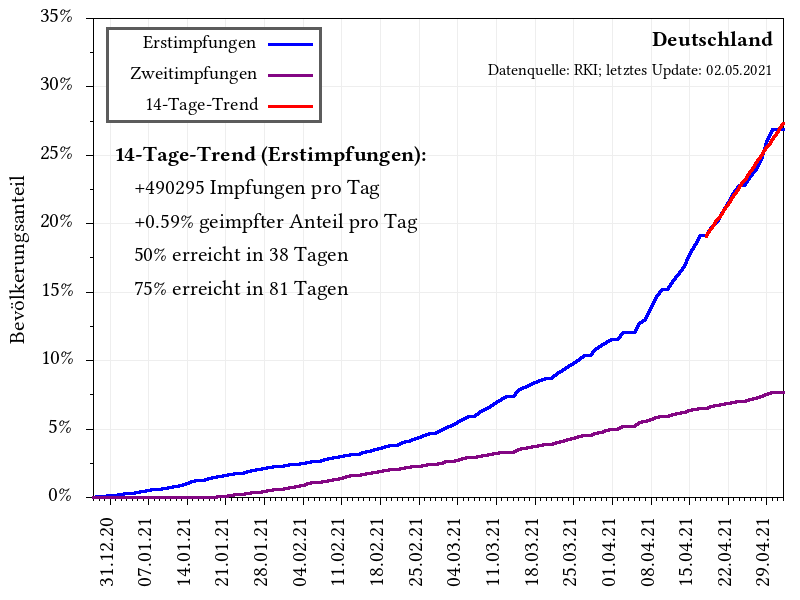 35%
30%
25%
20%
15%
10%
5%
0%
Bevölkerungsanteil
Erstimpfungen
Zweitimpfungen
14-Tage-Trend
Deutschland
Datenquelle: RKI; letztes Update: 02.05.2021
14-Tage-Trend (Erstimpfungen):
+490295 Impfungen pro Tag
+0.59% geimpfter Anteil pro Tag
50% erreicht in 38 Tagen
75% erreicht in 81 Tagen
31.12.20
07.01.21
14.01.21
21.01.21
28.01.21
04.02.21
11.02.21
18.02.21
25.02.21
04.03.21
11.03.21
18.03.21
25.03.21
01.04.21
08.04.21
15.04.21
22.04.21
29.04.21